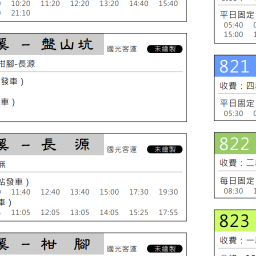 10:20 11:20 12:20 13:20 14:40 15:40
21:10
溪 - 盤山坑
國光客運
未繪製
柑腳-長源
發車）
車）
溪 - 長 源
國光客運
未繪製
無
站發車）
11:40 12:40 13:40 15:00 17:30 19:30
車）
11:05 12:05 13:05 14:45 15:25 17:55
溪 - 柑 腳
國光客運
未繪製
平日固定
05:40
15:00
821
收費：四
平日固定
05:30
822
收費：二
每日固定
08:30
823
收費：一